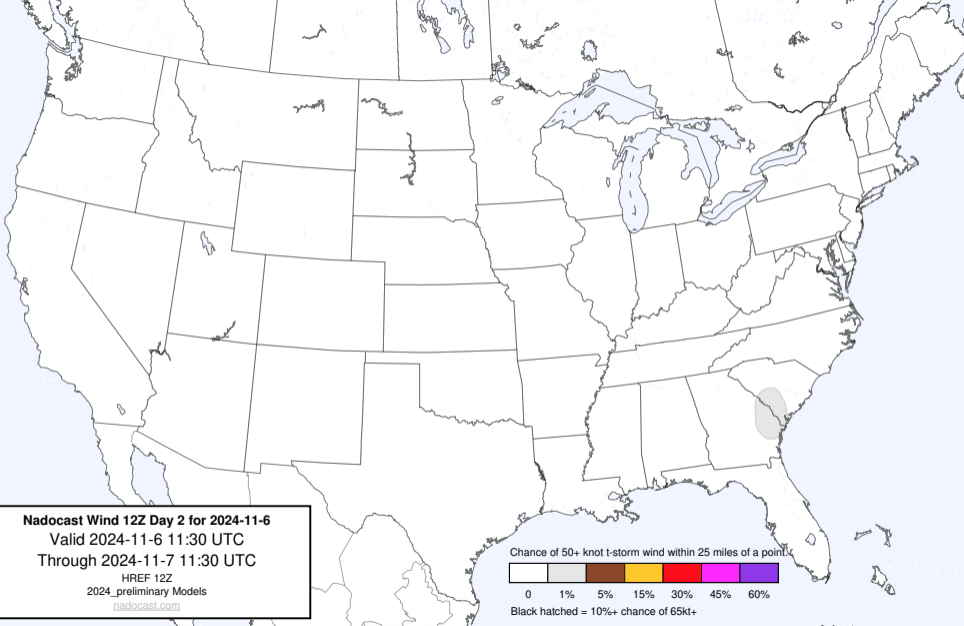 Nadocast Wind 12Z Day 2 for 2024-11-6
Valid 2024-11-6 11:30 UTC
Through 2024-11-7 11:30 UTC
HREF 12Z
2024_preliminary Models
nadocast.com
Chance of 50+ knot t-storm wind within 25 miles of a point.
0 1% 5% 15% 30% 45% 60%
Black hatched = 10%+ chance of 65kt+